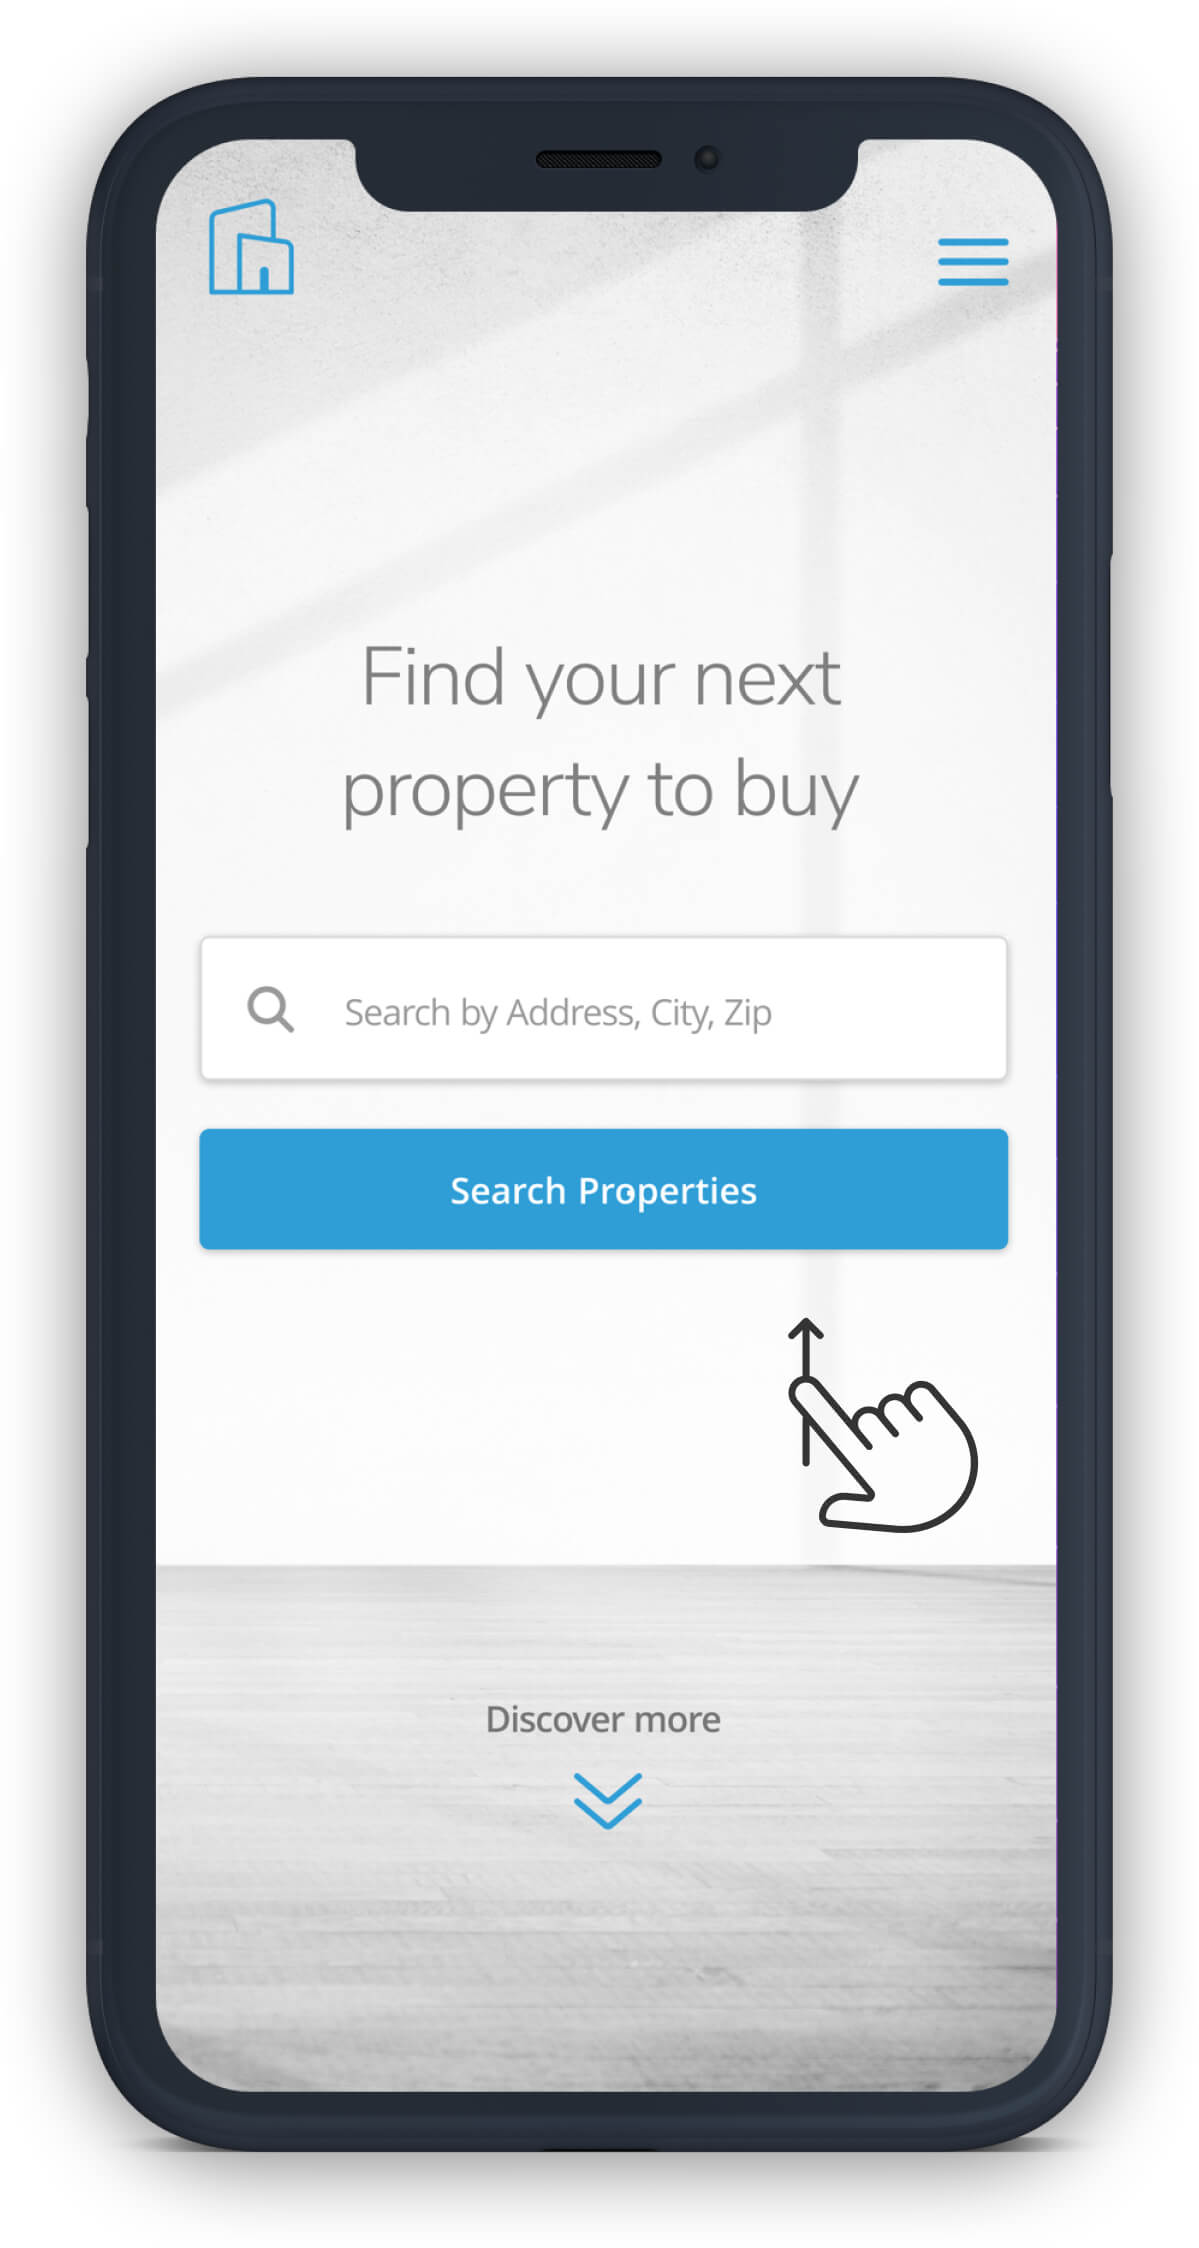 Find your next
property to buy
Search by Address, City, Zip
Search Properties
Discover more